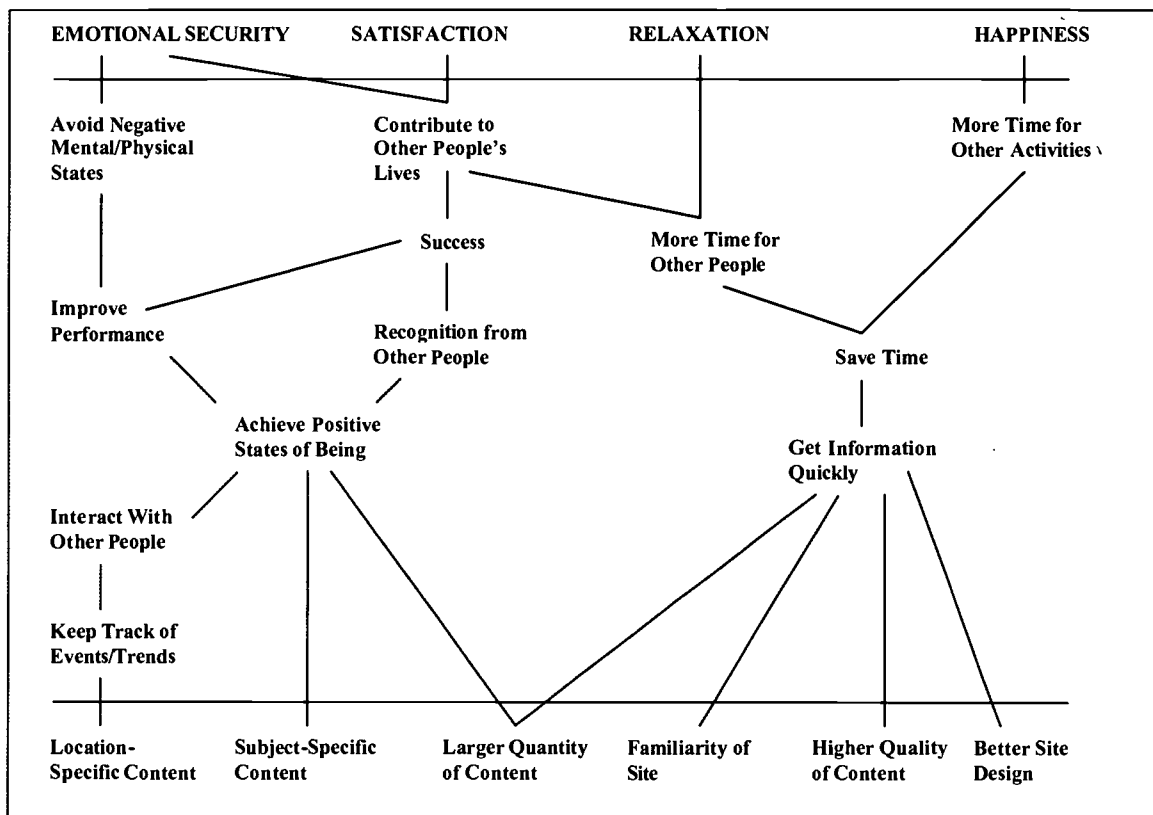 EMOTIONAL SECURITY
SATISFACTION
RELAXATION
HAPPINESS
Avoid Negative
Mental/Physical
States
Contribute to
Other People's
Lives
More Time for
Other Activities
Success
More Time for
Other People
Improve
Performance
Recognition from
Other People
Save Time
Achieve Positive
States of Being
Get Information
Quickly
Interact With
Other People
Keep Track of
Events/Trends
Location-
Specific Content
Subject-Specific
Content
Larger Quantity
of Content
Familiarity of
Site
Higher Quality
of Content
Better Site
Design